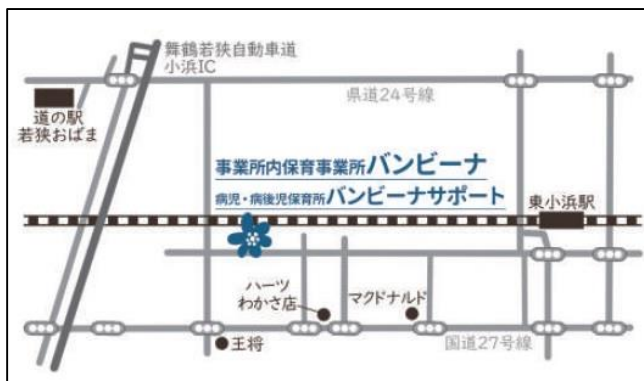 舞鶴若狭自動車道
小浜IC
県道24号線
道の駅
若狭おばま
事業所内保育事業所バンビーナ
病児・病後児保育所バンビーナサポート
東小浜駅
ハーツ
わかさ店
マクドナルド
王将
国道27号線